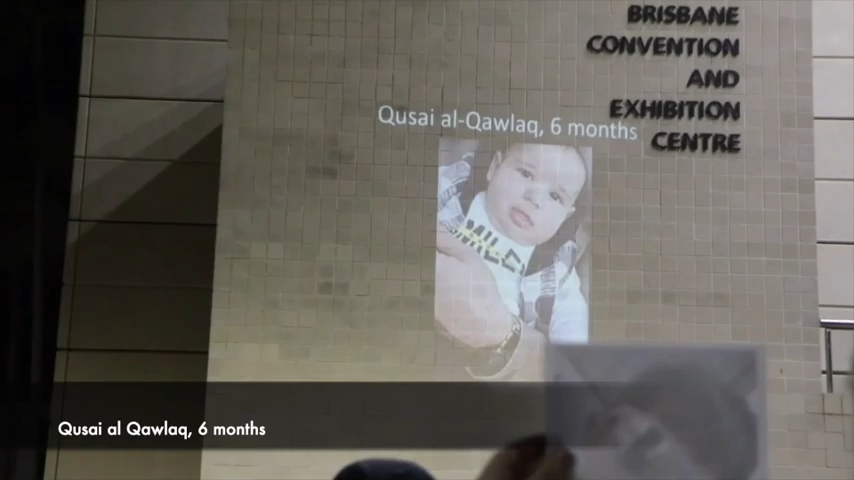 BRISBANE
CONVENTION
AND
EXHIBITION
CENTRE
Qusai al-Qawlaq, 6 months
Qusai al Qawlaq, 6 months